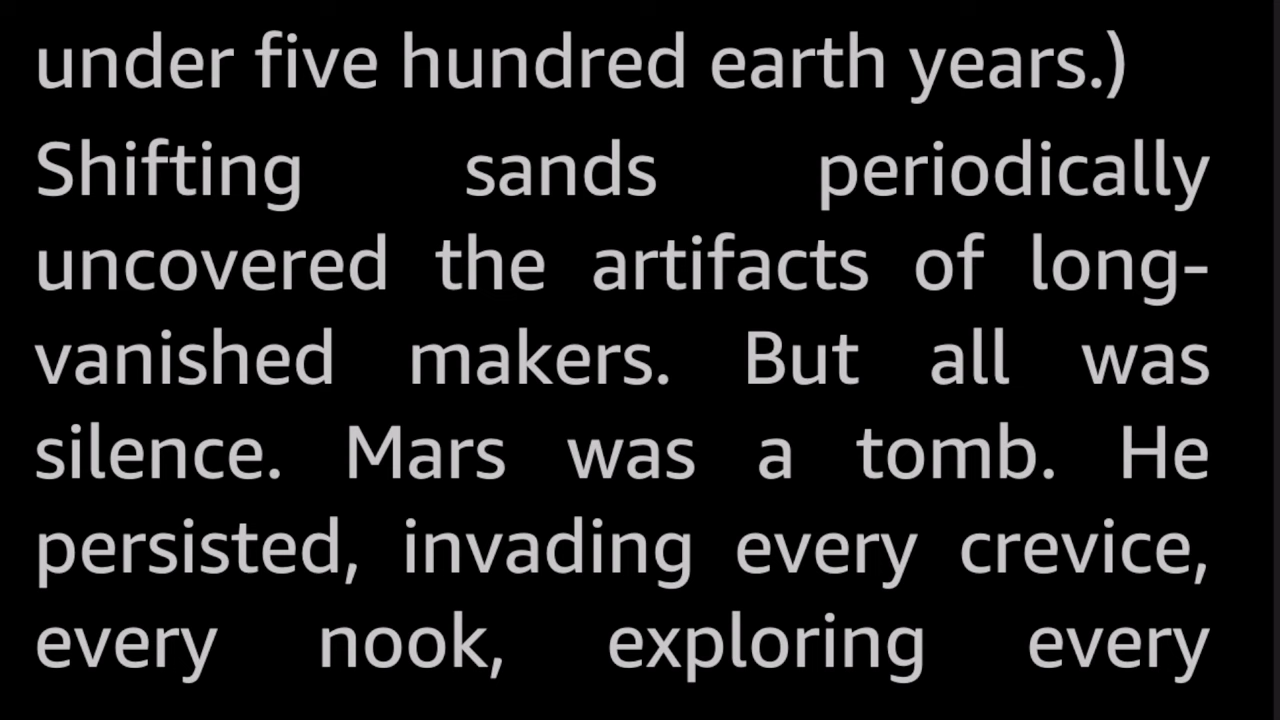 under five hundred earth years.)
Shifting sands periodically
uncovered the artifacts of long-
vanished makers. But all was
silence. Mars was a tomb. He
persisted, invading every crevice,
every nook, exploring every